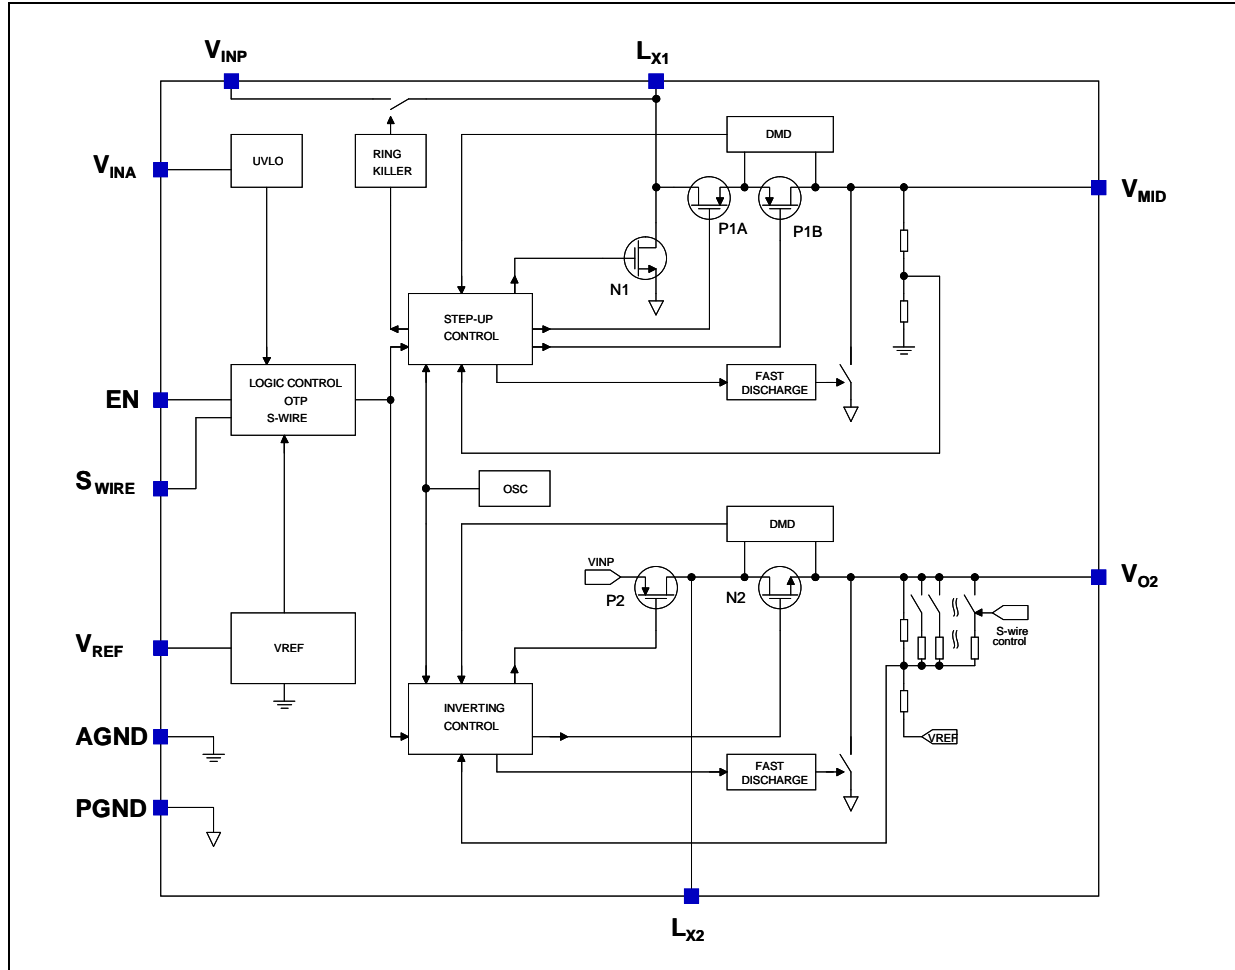 VINP
LX1
DMD
VINA
UVLO
RING
KILLER
VMID
P1A
P1B
N1
STEP-UP
CONTROL
LOGIC CONTROL
OTP
S-WIRE
EN
FAST
DISCHARGE
SWIRE
OSC
DMD
VINP
VO2
P2
N2
S-wire
control
VREF
VREF
INVERTING
CONTROL
AGND
VREF
FAST
DISCHARGE
PGND
LX2